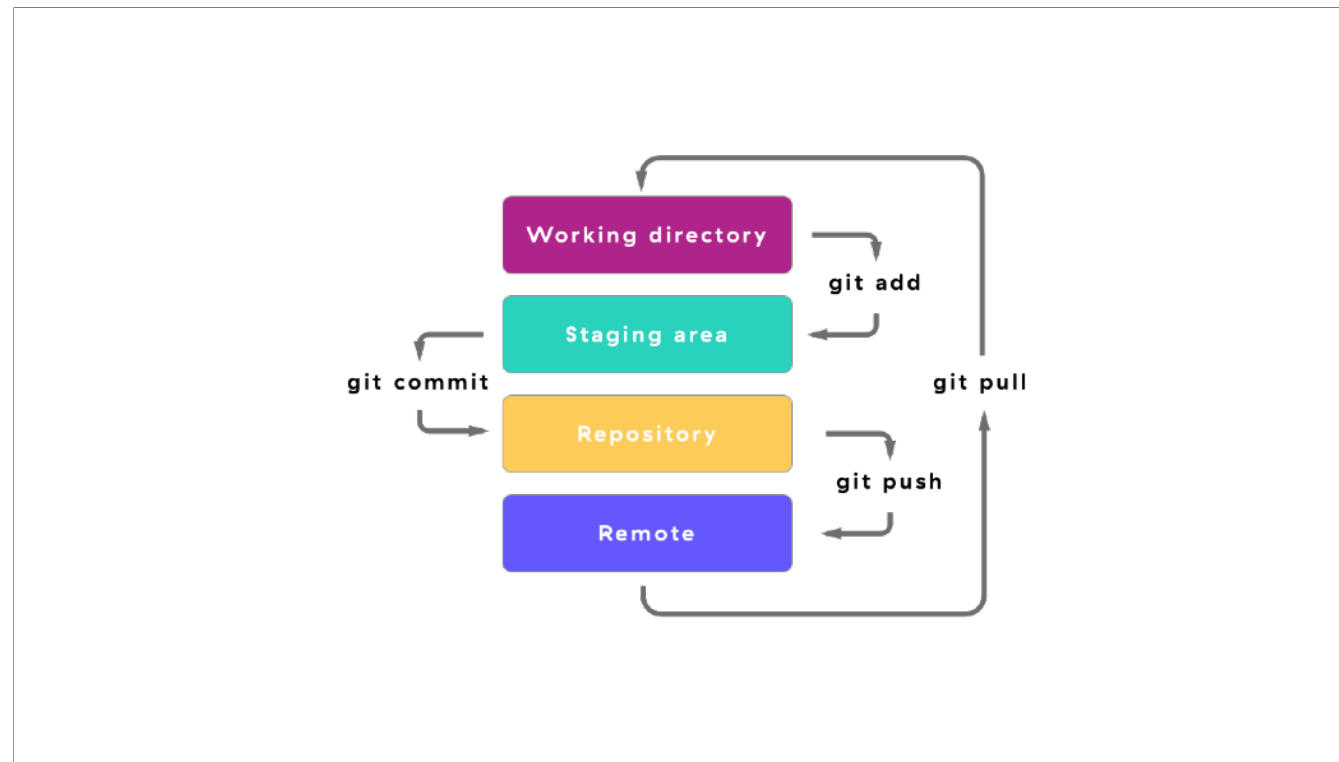 Working directory
git add
Staging area
git commit
git pull
Repository
git push
Remote